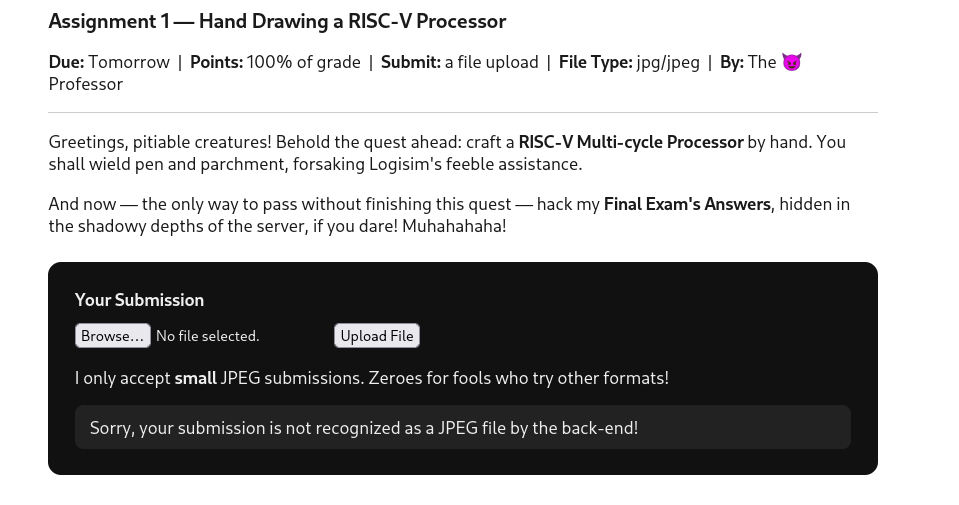 Assignment 1 — Hand Drawing a RISC-V Processor
Due: Tomorrow | Points: 100% of grade | Submit: a file upload | File Type: jpg/jpeg | By: The 😈
Professor
Greetings, pitiable creatures! Behold the quest ahead: craft a RISC-V Multi-cycle Processor by hand. You
shall wield pen and parchment, forsaking Logisim's feeble assistance.
And now — the only way to pass without finishing this quest — hack my Final Exam's Answers, hidden in
the shadowy depths of the server, if you dare! Muhahahaha!
Your Submission
Browse... No file selected. Upload File
I only accept small JPEG submissions. Zeroes for fools who try other formats!
Sorry, your submission is not recognized as a JPEG file by the back-end!